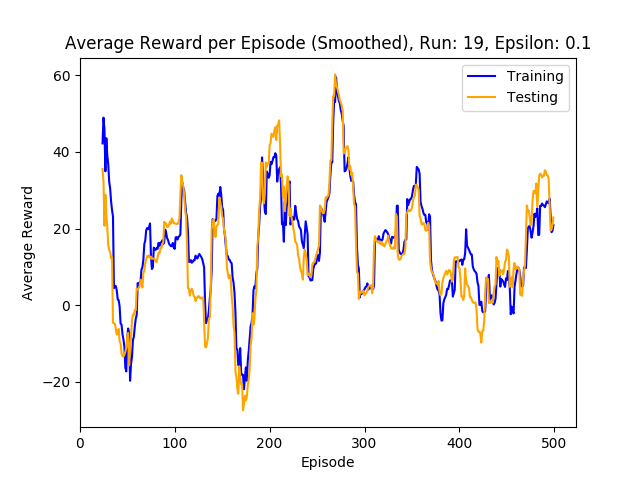 Average Reward per Episode (Smoothed), Run: 19, Epsilon: 0.1
Training
Testing
60
40
20
0
−20
Average Reward
0 100 200 300 400 500
Episode